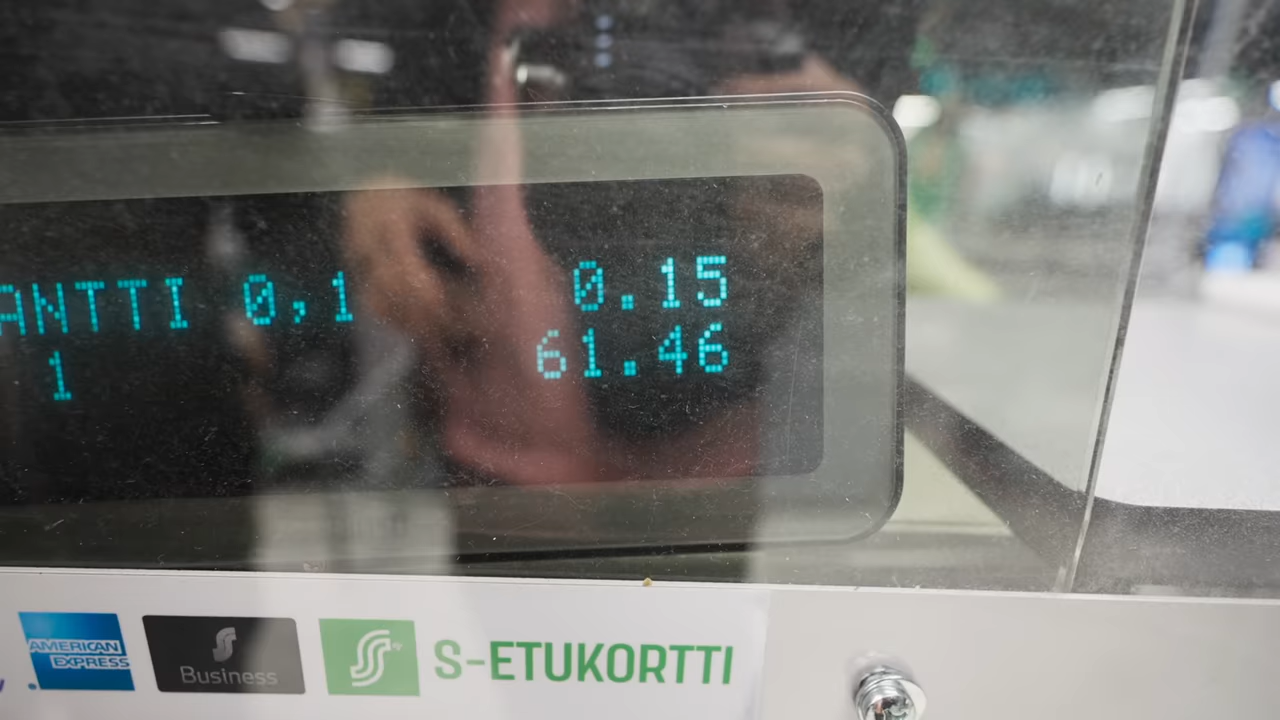 ANTTI 0,1 0.15
1 61.46
AMERICAN
EXPRESS
Business
S-ETUKORTTI